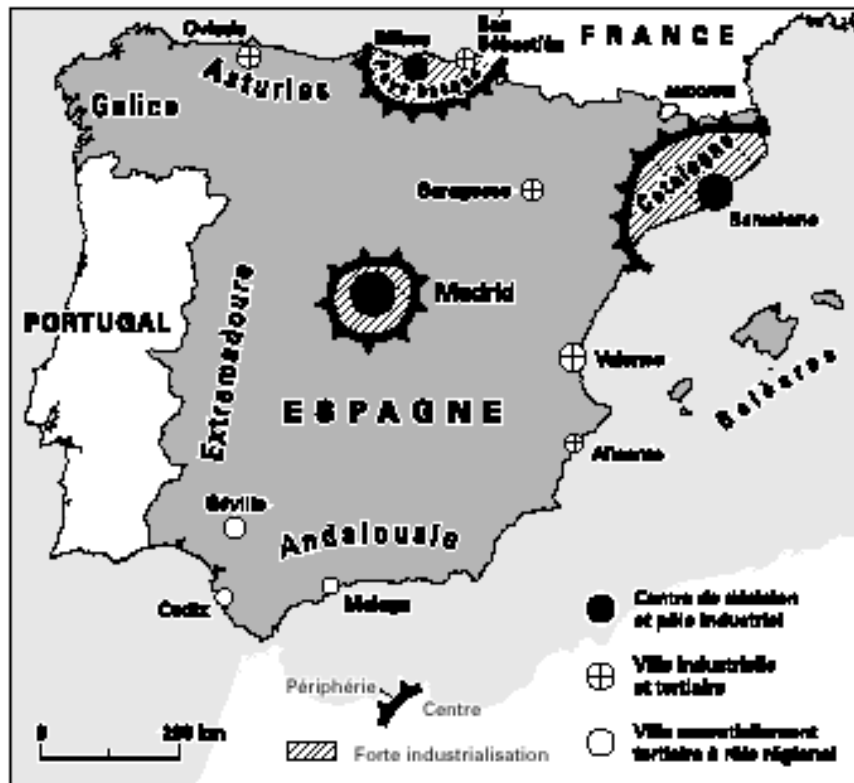 Oviedo
Bilbao
San
Sébastién
FRANCE
Asturies
Pays basque
Galice
ANDORRE
Catalogne
Saragosse
Barcelone
Madrid
PORTUGAL
Estremadoure
Valence
Baléares
ESPAGNE
Alicante
Séville
Andalousie
Cadix
Malaga
Centre de décision
et pôle industriel
Ville industrielle
et tertiaire
Périphérie
Centre
Ville essentiellement
tertiaire à rôle régional
0
200 km
Forte industrialisation